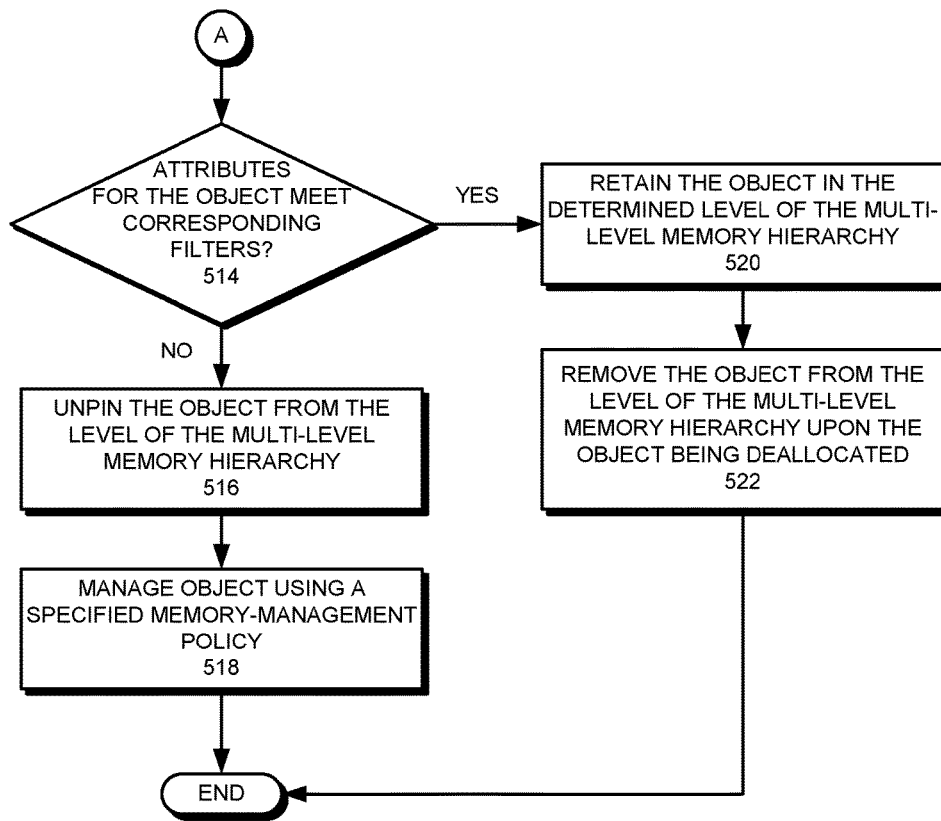 A
ATTRIBUTES
FOR THE OBJECT MEET
CORRESPONDING
FILTERS?
514
YES
RETAIN THE OBJECT IN THE
DETERMINED LEVEL OF THE MULTI-
LEVEL MEMORY HIERARCHY
520
NO
UNPIN THE OBJECT FROM THE
LEVEL OF THE MULTI-LEVEL
MEMORY HIERARCHY
516
REMOVE THE OBJECT FROM THE
LEVEL OF THE MULTI-LEVEL
MEMORY HIERARCHY UPON THE
OBJECT BEING DEALLOCATED
522
MANAGE OBJECT USING A
SPECIFIED MEMORY-MANAGEMENT
POLICY
518
END